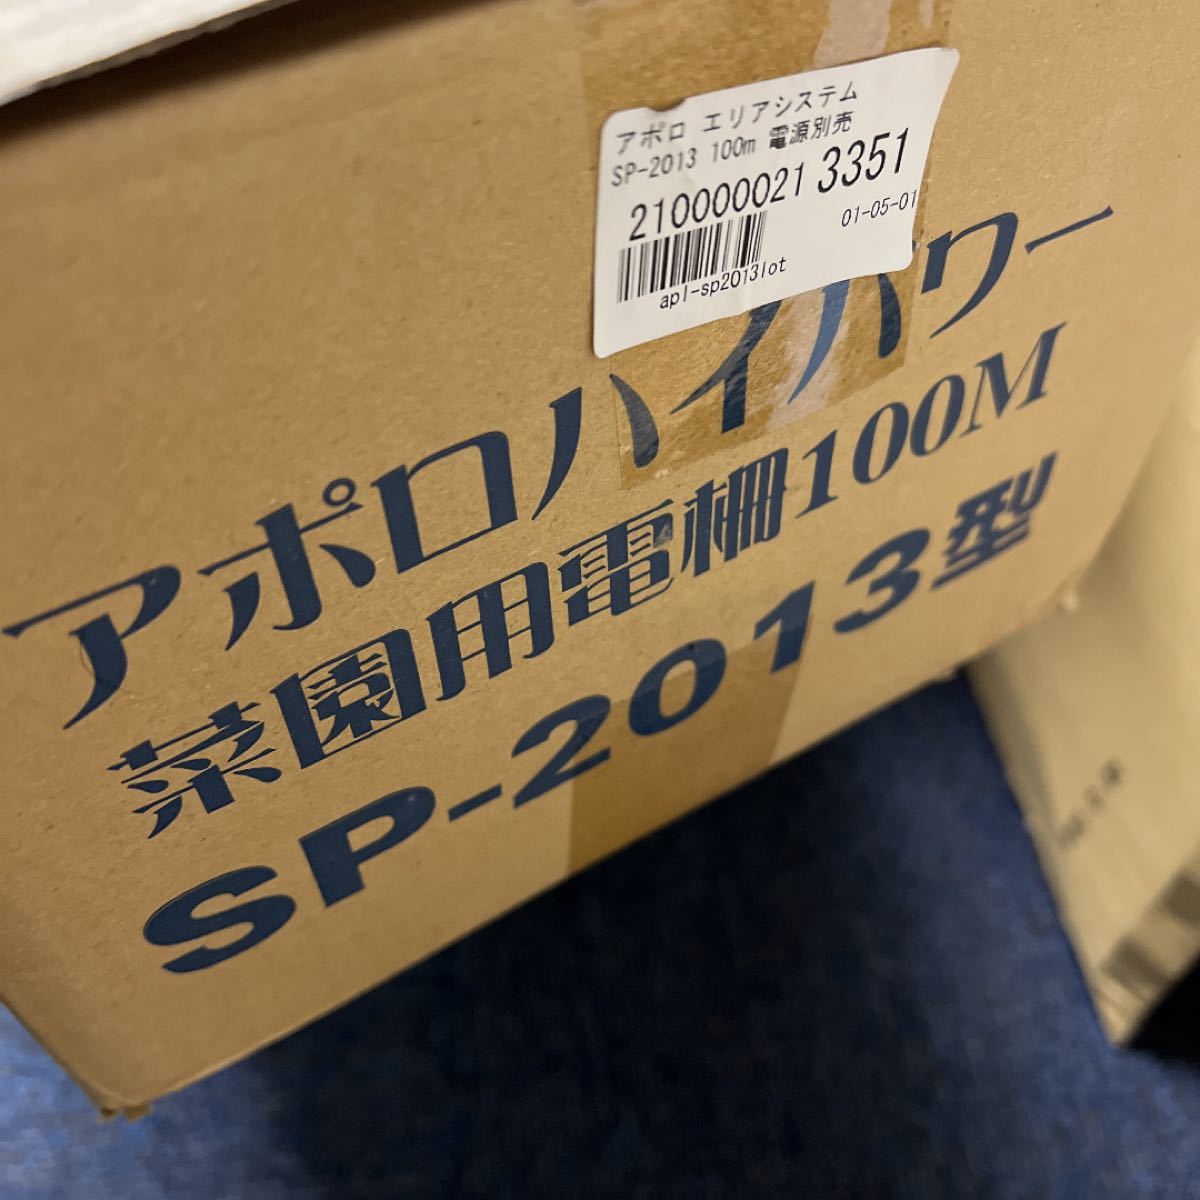 アポロ エリアシステム
SP-2013 100m 電源別売
210000021 3351
01-05-01
apl-sp2013lot
アポロハイパワー
菜園用電柵100M
SP-2013型